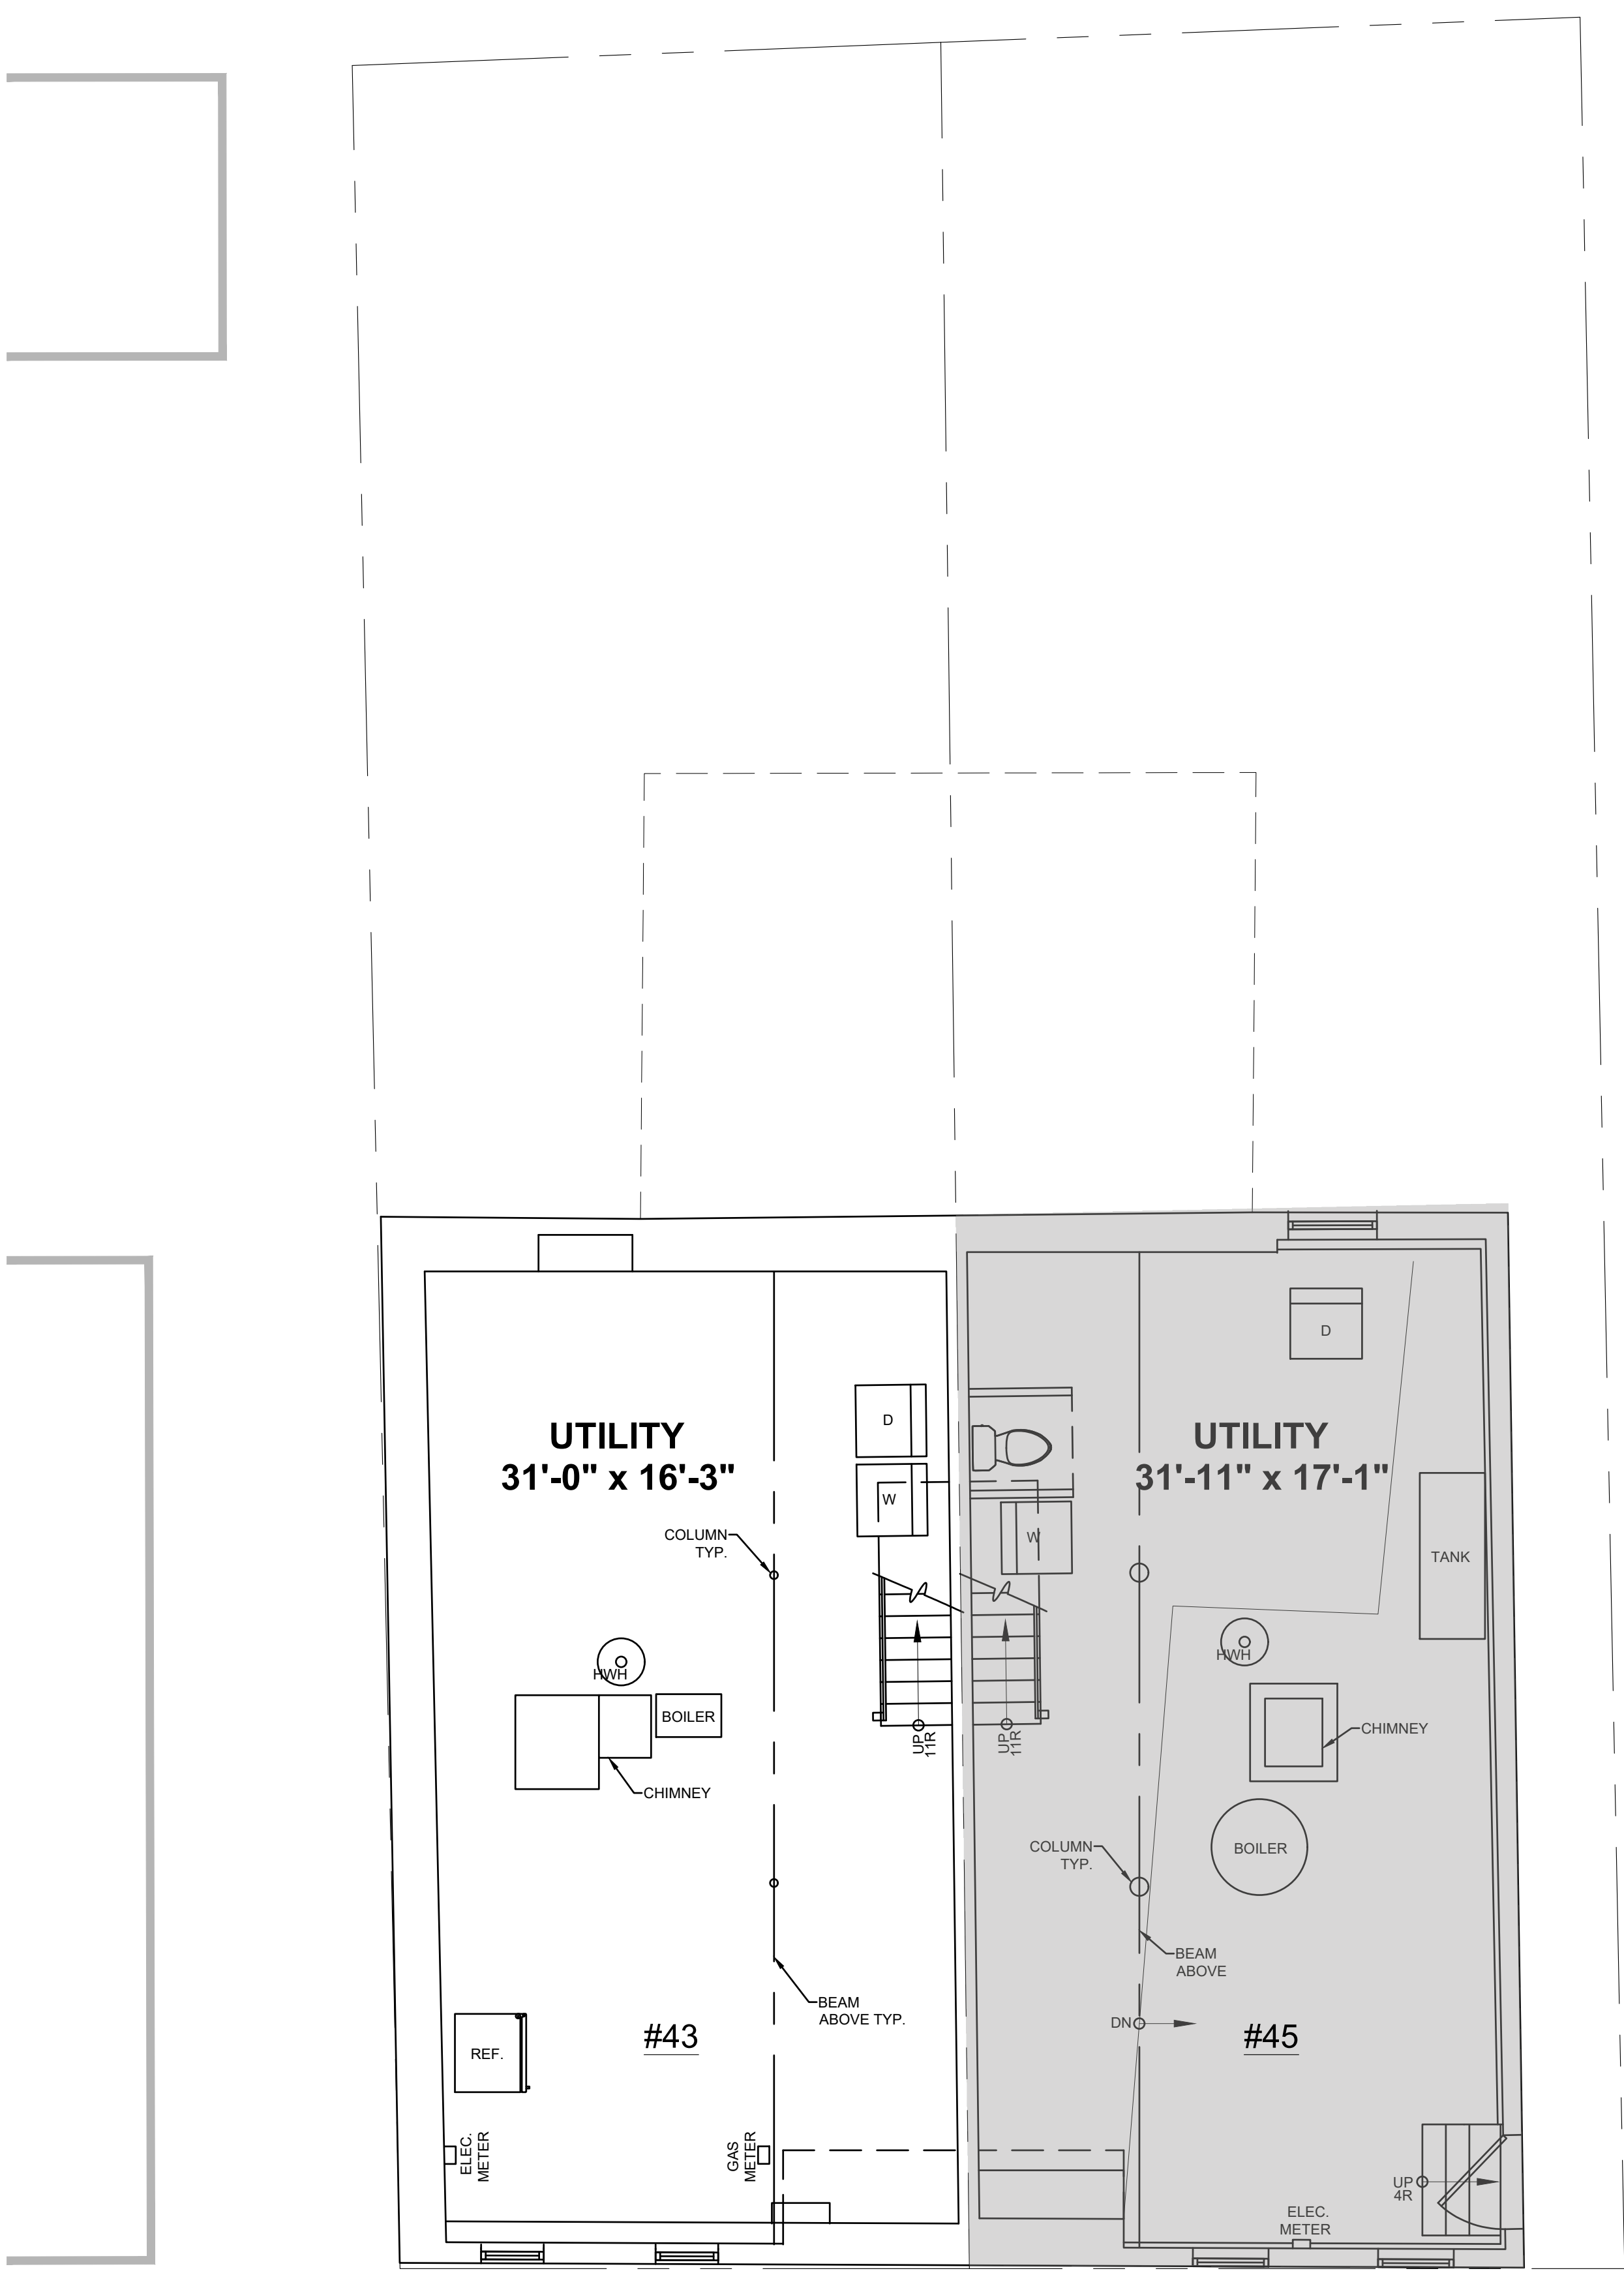 D
UTILITY
31'-0" x 16'-3"
D
UTILITY
31'-11" x 17'-1"
W
COLUMN
TYP.
W
TANK
HWH
HWH
BOILER
UP
11R
UP
11R
CHIMNEY
CHIMNEY
COLUMN
TYP.
BOILER
BEAM
ABOVE
BEAM
ABOVE TYP.
DN
#43
#45
REF.
ELEC.
METER
GAS
METER
UP
4R
ELEC.
METER